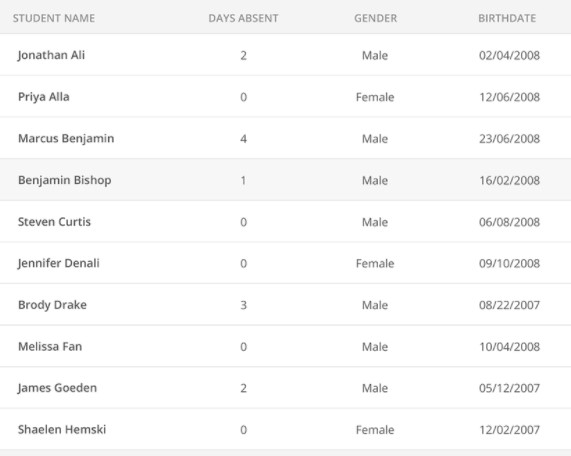 STUDENT NAME DAYS ABSENT GENDER BIRTHDATE
Jonathan Ali 2 Male 02/04/2008
Priya Alla 0 Female 12/06/2008
Marcus Benjamin 4 Male 23/06/2008
Benjamin Bishop 1 Male 16/02/2008
Steven Curtis 0 Male 06/08/2008
Jennifer Denali 0 Female 09/10/2008
Brody Drake 3 Male 08/22/2007
Melissa Fan 0 Male 10/04/2008
James Goeden 2 Male 05/12/2007
Shaelen Hemski 0 Female 12/02/2007